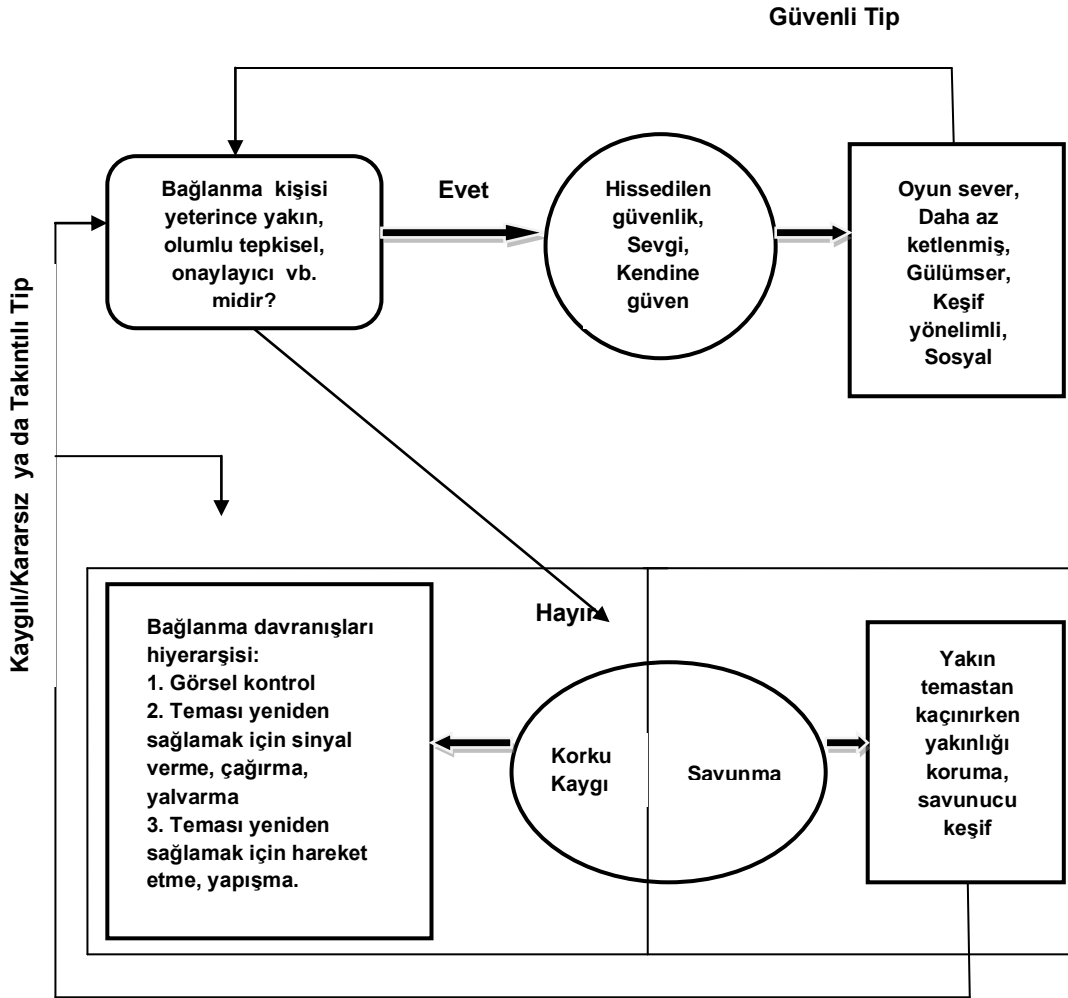 Güvenli Tip
Bağlanma kişisi
yeterince yakın,
olumlu tepkisel,
onaylayıcı vb.
midir?
Evet
Hissedilen
güvenlik,
Sevgi,
Kendine
güven
Oyun sever,
Daha az
ketlenmiş,
Gülümser,
Keşif
yönelimli,
Sosyal
Kaygılı/Kararsız ya da Takıntılı Tip
Hayır
Bağlanma davranışları
hiyerarşisi:
1. Görsel kontrol
2. Teması yeniden
sağlamak için sinyal
verme, çağırma,
yalvarma
3. Teması yeniden
sağlamak için hareket
etme, yapışma.
Korku
Kaygı
Savunma
Yakın
temastan
kaçınırken
yakınlığı
koruma,
savunucu
keşif